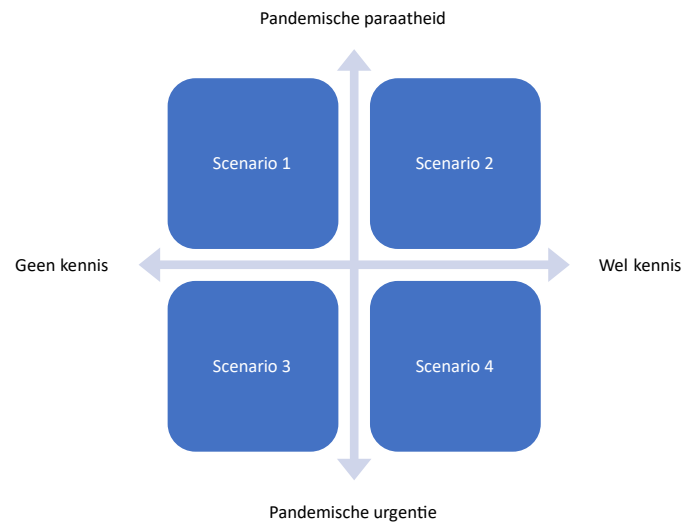 Pandemische paraatheid
Scenario 1
Scenario 2
Geen kennis
Wel kennis
Scenario 3
Scenario 4
Pandemische urgentie